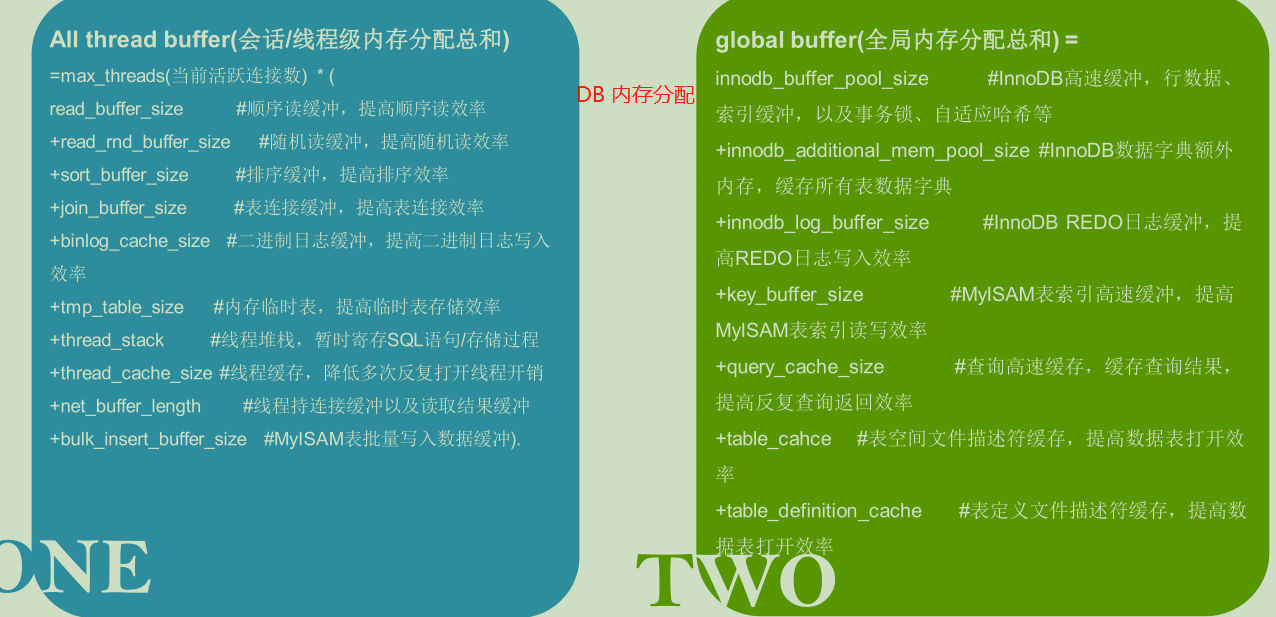 All thread buffer(会话/线程级内存分配总和)
=max_threads(当前活跃连接数) * (
read_buffer_size #顺序读缓冲，提高顺序读效率
+read_rnd_buffer_size #随机读缓冲，提高随机读效率
+sort_buffer_size #排序缓冲，提高排序效率
+join_buffer_size #表连接缓冲，提高表连接效率
+binlog_cache_size #二进制日志缓冲，提高二进制日志写入
效率
+tmp_table_size #内存临时表，提高临时表存储效率
+thread_stack #线程堆栈，暂时寄存SQL语句/存储过程
+thread_cache_size #线程缓存，降低多次反复打开线程开销
+net_buffer_length #线程持连接缓冲以及读取结果缓冲
+bulk_insert_buffer_size #MyISAM表批量写入数据缓冲).
ONE
DB 内存分配
global buffer(全局内存分配总和) =
innodb_buffer_pool_size #InnoDB高速缓冲，行数据、
索引缓冲，以及事务锁、自适应哈希等
+innodb_additional_mem_pool_size #InnoDB数据字典额外
内存，缓存所有表数据字典
+innodb_log_buffer_size #InnoDB REDO日志缓冲，提
高REDO日志写入效率
+key_buffer_size #MyISAM表索引高速缓冲，提高
MyISAM表索引读写效率
+query_cache_size #查询高速缓存，缓存查询结果，
提高反复查询返回效率
+table_cahce #表空间文件描述符缓存，提高数据表打开效
率
+table_definition_cache #表定义文件描述符缓存，提高数
据表打开效率
TWO